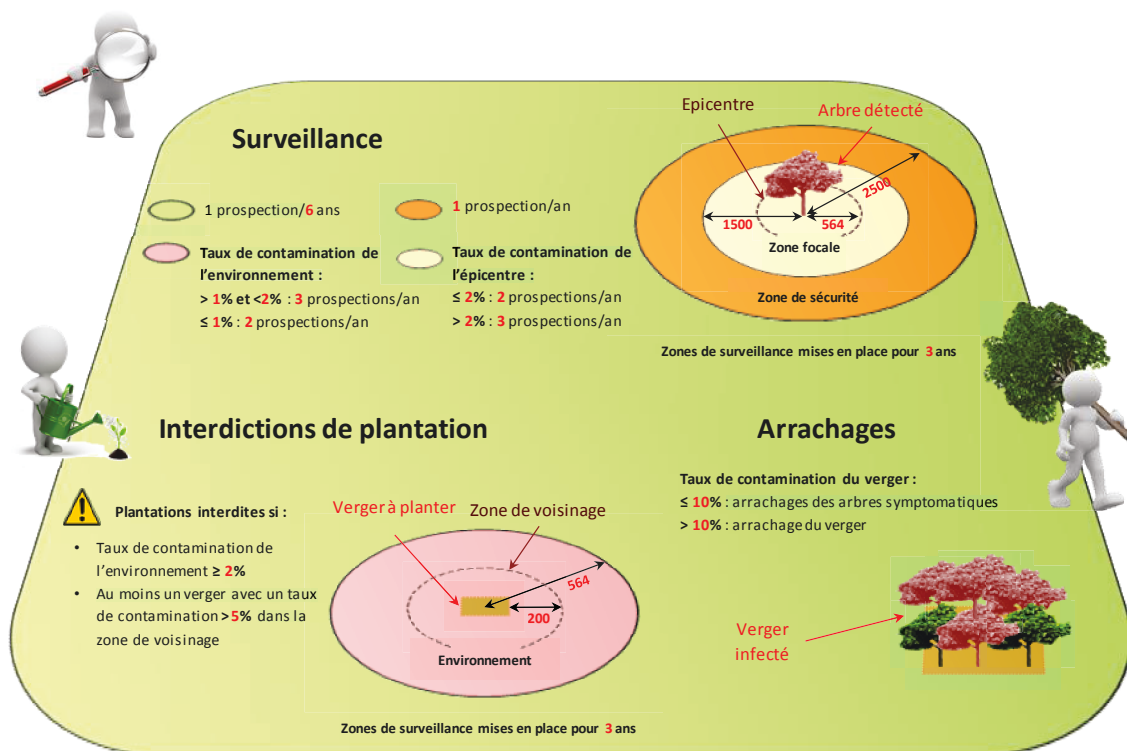 Surveillance
1 prospection/6 ans
1 prospection/an
Taux de contamination de
l'environnement :
> 1% et <2% : 3 prospections/an
≤ 1% : 2 prospections/an
Taux de contamination de
l'épicentre :
≤ 2% : 2 prospections/an
> 2% : 3 prospections/an
Epicentre
Arbre détecté
2500
1500
564
Zone focale
Zone de sécurité
Zones de surveillance mises en place pour 3 ans
Interdictions de plantation
Plantations interdites si :
• Taux de contamination de
l'environnement ≥ 2%
• Au moins un verger avec un taux
de contamination >5% dans la
zone de voisinage
Verger à planter
Zone de voisinage
564
200
Environnement
Zones de surveillance mises en place pour 3 ans
Arrachages
Taux de contamination du verger :
≤ 10% : arrachages des arbres symptomatiques
> 10% : arrachage du verger
Verger
infecté